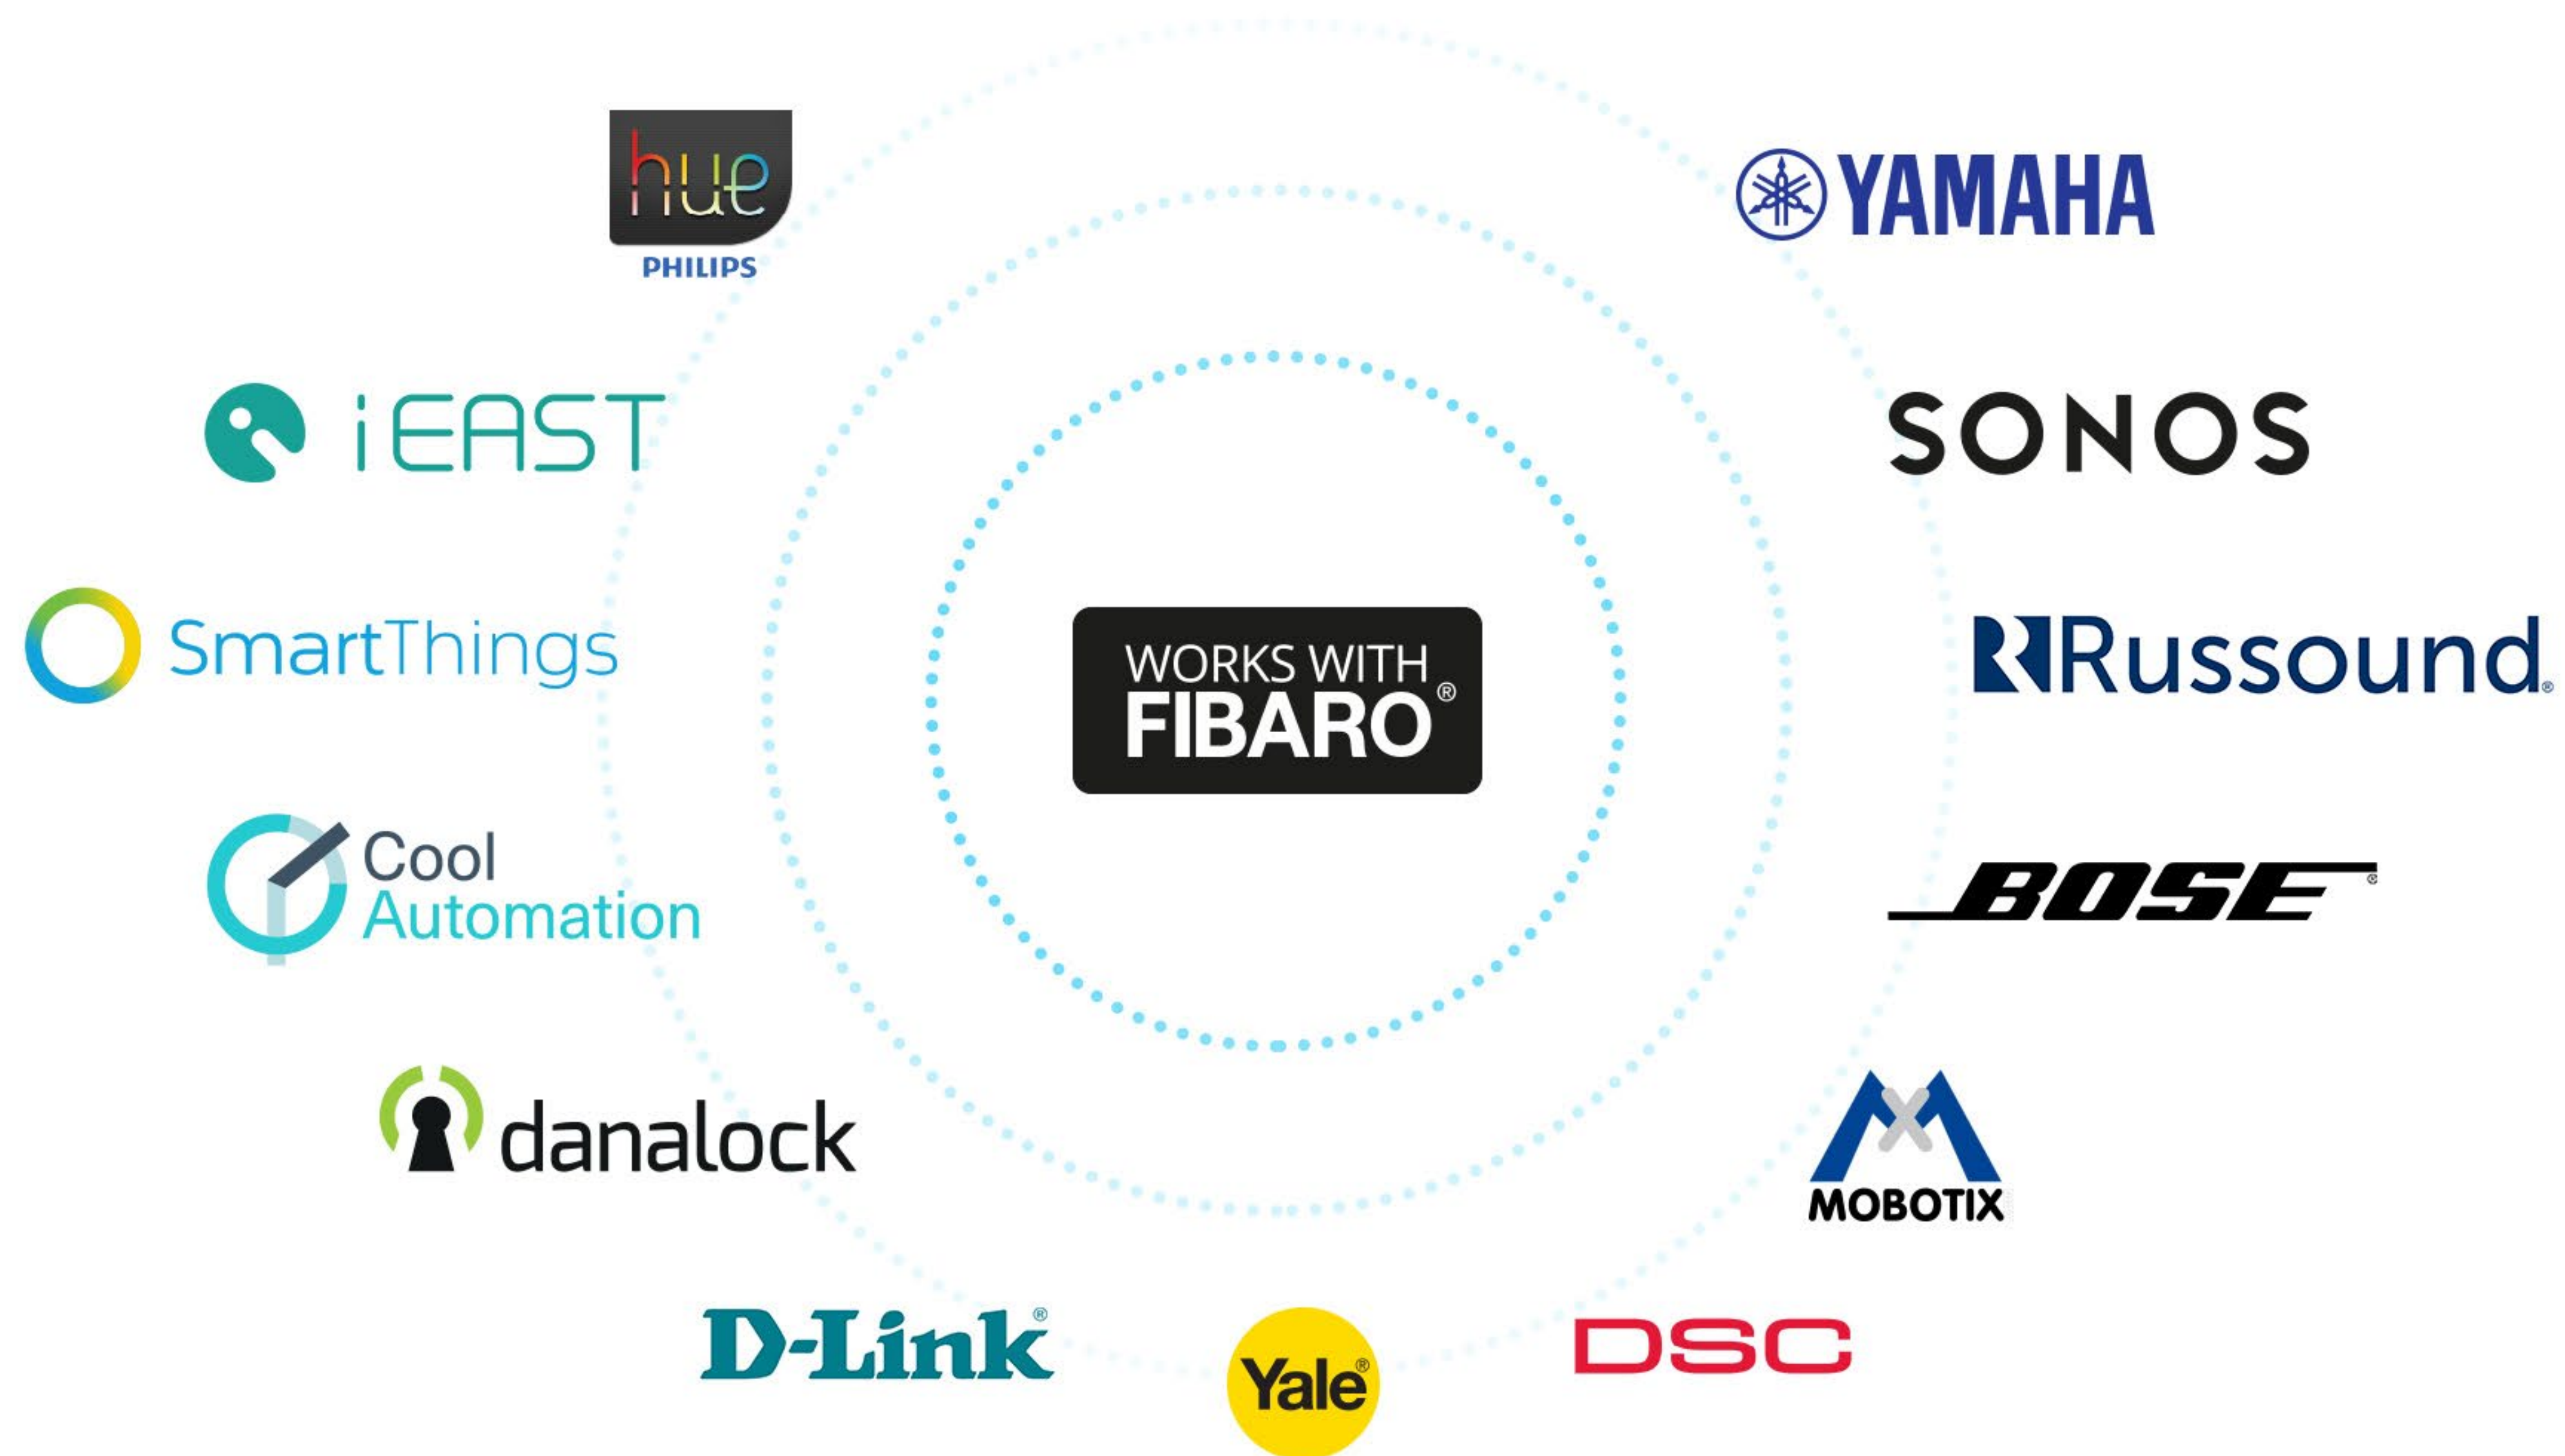 hue
PHILIPS
YAMAHA
iEAST
SONOS
SmartThings
WORKS WITH
FIBARO®
Russound®
Cool
Automation
BOSE®
danalock
MOBOTIX
D-Link®
Yale®
DSC